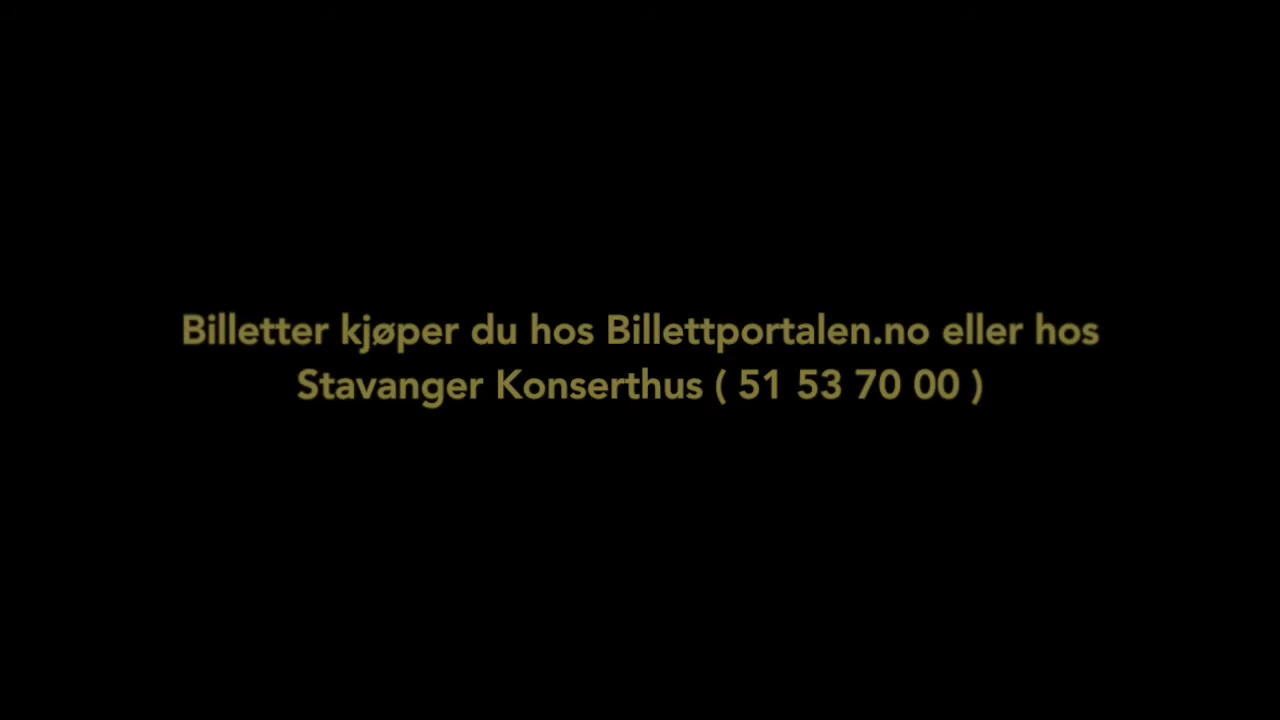 Billetter kjøper du hos Billettportalen.no eller hos
Stavanger Konserthus ( 51 53 70 00 )